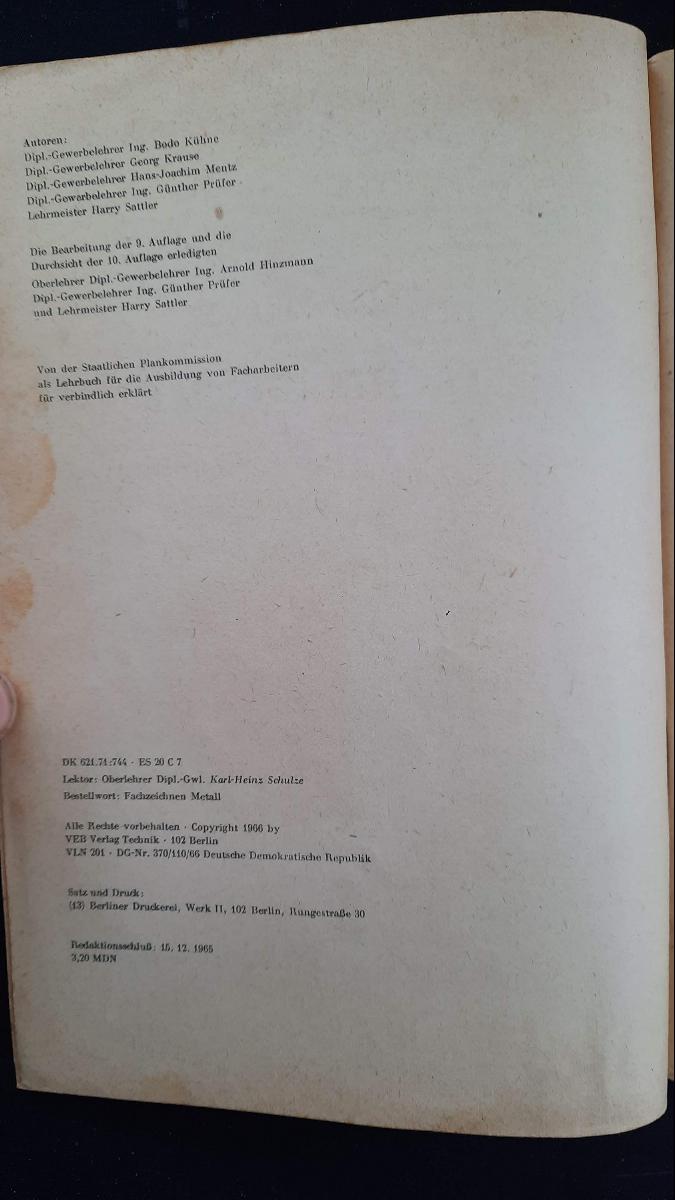 Autoren:
Dipl.-Gewerbelehrer Ing. Bodo Kühne
Dipl.-Gewerbelehrer Georg Krause
Dipl.-Gewerbelehrer Hans-Joachim Mentz
Dipl.-Gewerbelehrer Ing. Günther Prüfer
Lehrmeister Harry Sattler
Die Bearbeitung der 9. Auflage und die
Durchsicht der 10. Auflage erledigten
Oberlehrer Dipl.-Gewerbelehrer Ing. Arnold Hinzmann
Dipl.-Gewerbelehrer Ing. Günther Prüfer
und Lehrmeister Harry Sattler
Von der Staatlichen Plankommission
als Lehrbuch für die Ausbildung von Facharbeitern
für verbindlich erklärt
DK 621.71:744 · ES 20 C 7
Lektor: Oberlehrer Dipl.-Gwl. Karl-Heinz Schulze
Bestellwort: Fachzeichnen Metall
Alle Rechte vorbehalten · Copyright 1966 by
VEB Verlag Technik · 102 Berlin
VLN 201 · DG-Nr. 370/110/66 Deutsche Demokratische Republik
Satz und Druck:
(13) Berliner Druckerei, Werk II, 102 Berlin, Rungestraße 30
Redaktionsschluß: 15. 12. 1965
3,20 MDN